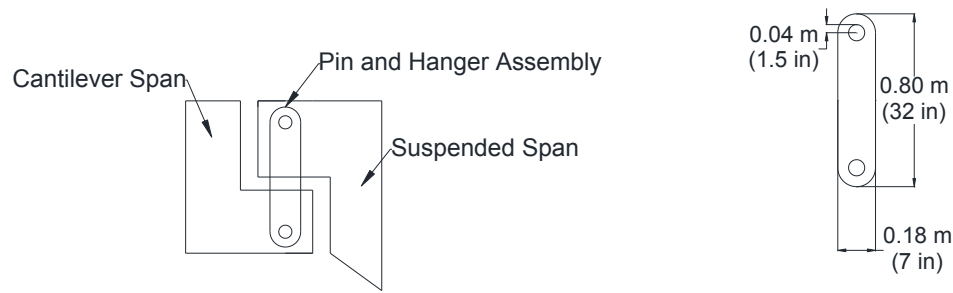 Cantilever Span
Pin and Hanger Assembly
Suspended Span
0.04 m
(1.5 in)
0.80 m
(32 in)
0.18 m
(7 in)